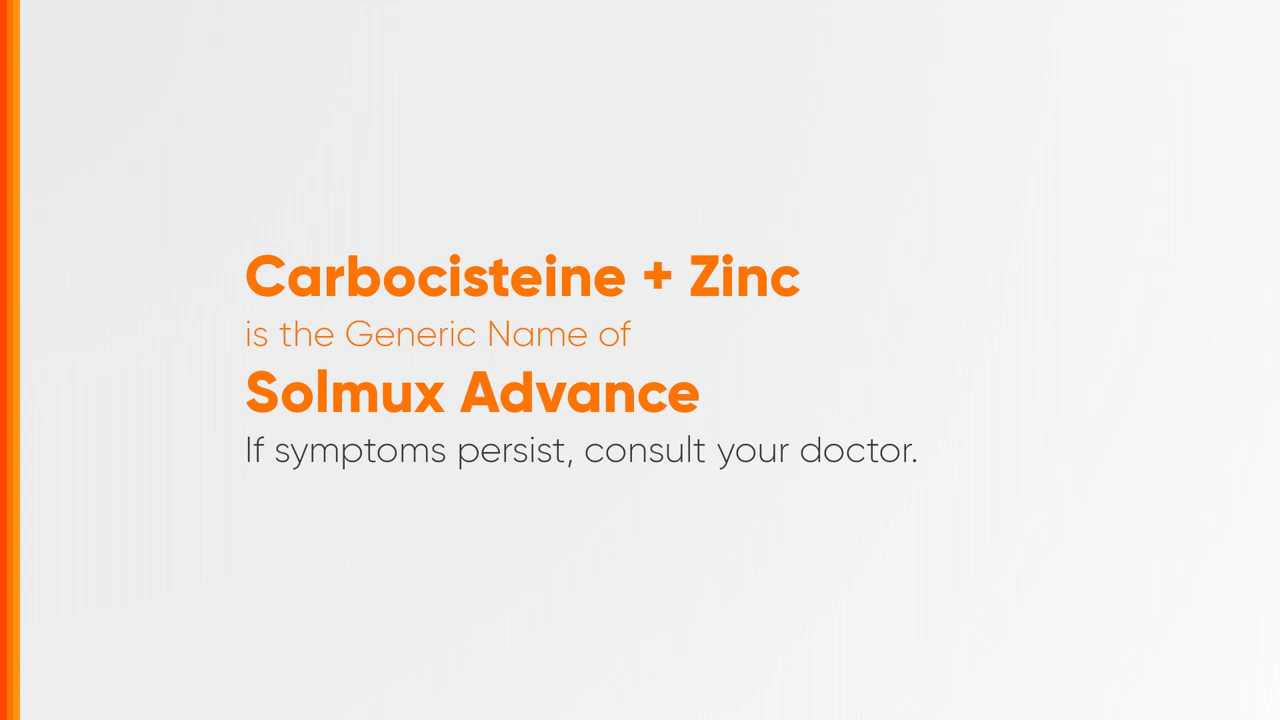 Carbocisteine + Zinc
is the Generic Name of
Solmux Advance
If symptoms persist, consult your doctor.